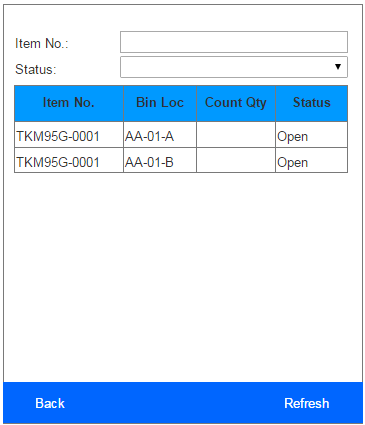 Item No.:
Status:
Item No. Bin Loc Count Qty Status
TKM95G-0001 AA-01-A Open
TKM95G-0001 AA-01-B Open
Back Refresh